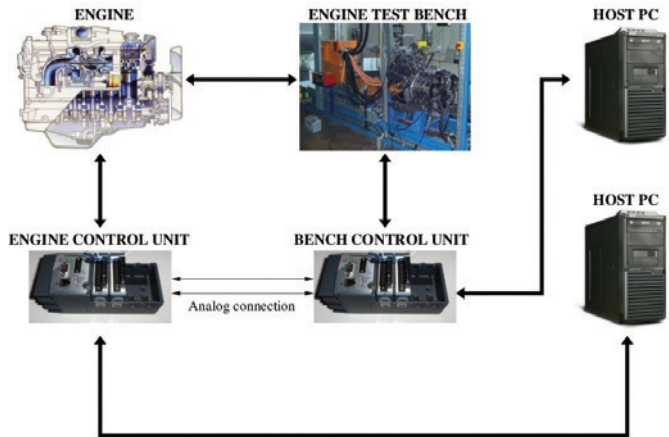 ENGINE
ENGINE TEST BENCH
HOST PC
HOST PC
ENGINE CONTROL UNIT
BENCH CONTROL UNIT
Analog connection